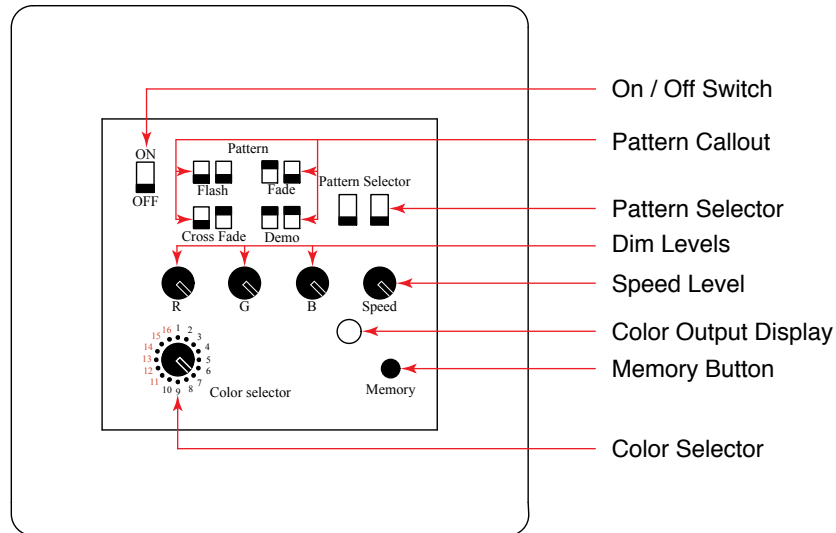 On / Off Switch
Pattern Callout
ON
Pattern
Flash
Fade
Pattern Selector
OFF
Pattern Selector
Cross Fade
Demo
Dim Levels
Speed Level
R
G
B
Speed
Color Output Display
Memory Button
1
2
3
4
5
6
7
8
9
10
11
12
13
14
15
16
Color selector
Memory
Color Selector